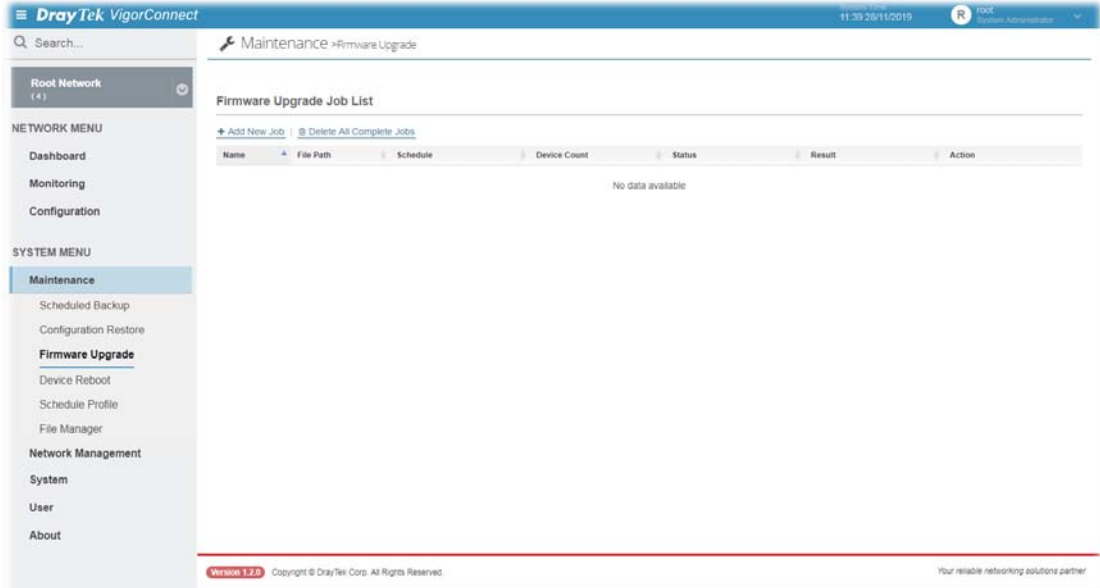 DrayTek VigorConnect
System Time
11:39 28/11/2019
R
root
System Administrator
Search...
Maintenance >Firmware Upgrade
Root Network
(4)
Firmware Upgrade Job List
NETWORK MENU
+ Add New Job | Delete All Complete Jobs
Name File Path Schedule Device Count Status Result Action
No data available
Dashboard
Monitoring
Configuration
SYSTEM MENU
Maintenance
Scheduled Backup
Configuration Restore
Firmware Upgrade
Device Reboot
Schedule Profile
File Manager
Network Management
System
User
About
Version 1.2.0 Copyright © DrayTek Corp. All Rights Reserved.
Your reliable networking solutions partner